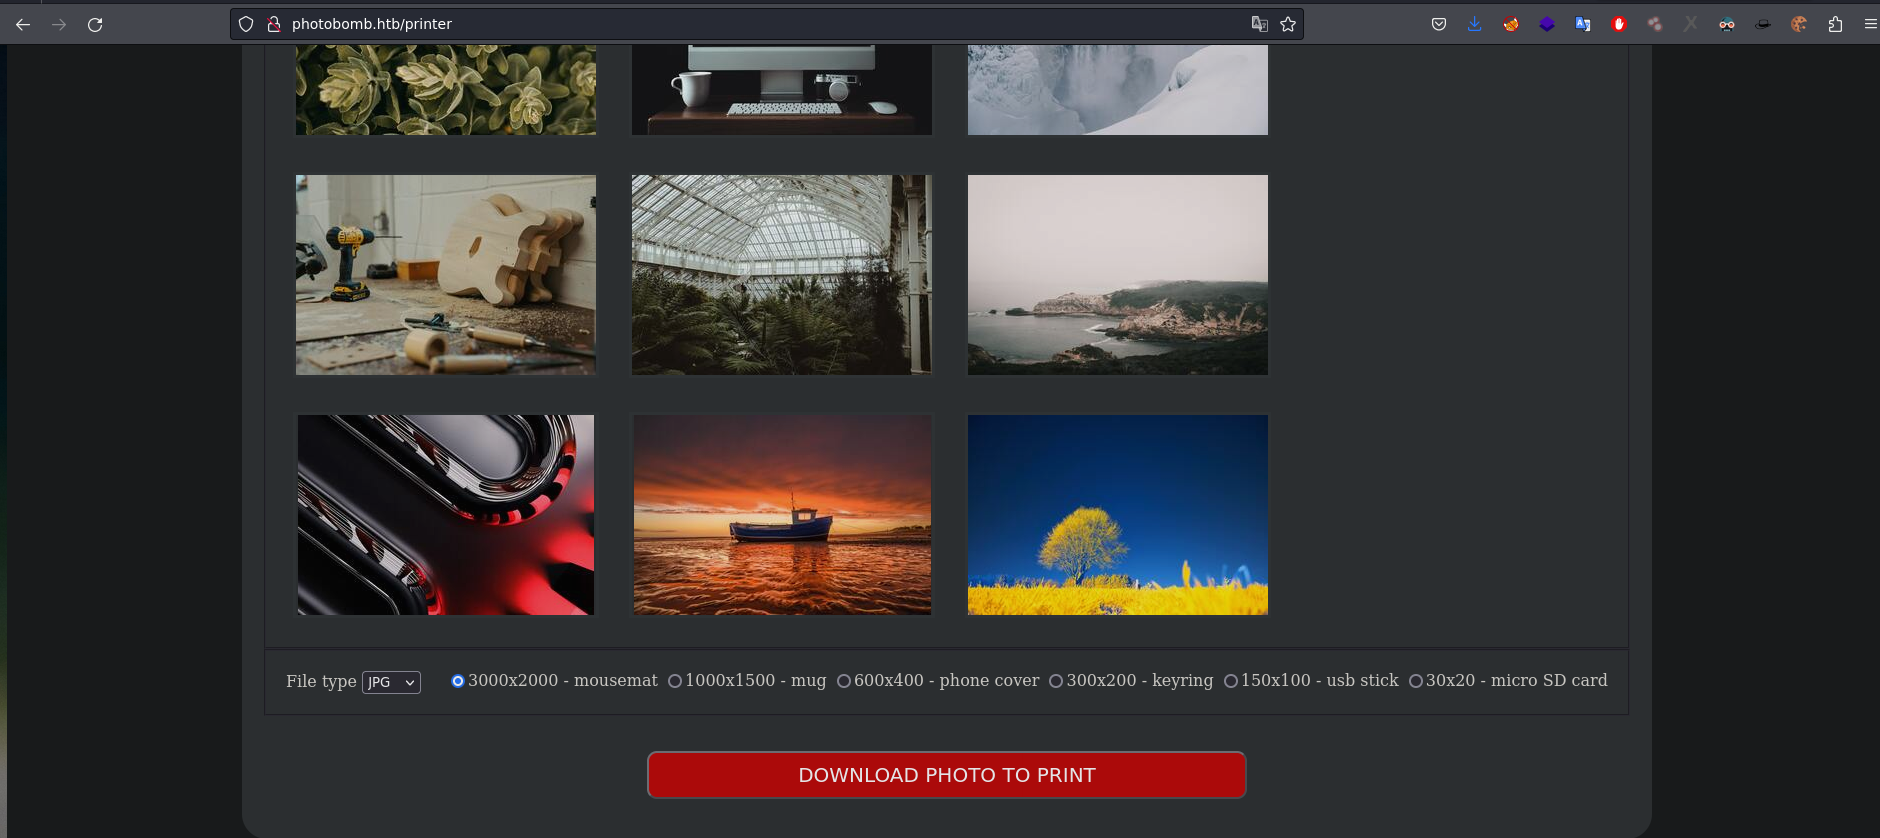 photobomb.htb/printer
File type JPG 3000x2000 - mousemat 1000x1500 - mug 600x400 - phone cover 300x200 - keyring 150x100 - usb stick 30x20 - micro SD card
DOWNLOAD PHOTO TO PRINT